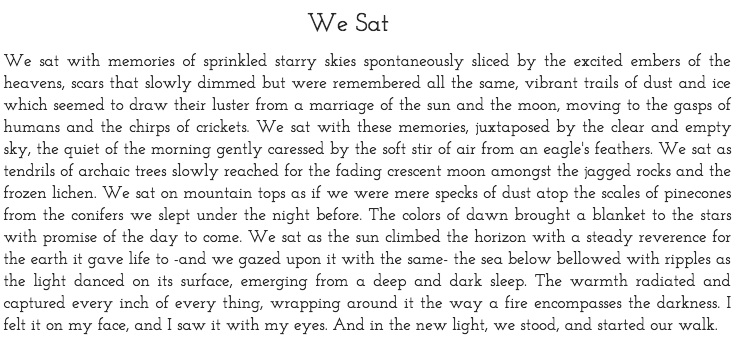 We Sat
We sat with memories of sprinkled starry skies spontaneously sliced by the excited embers of the
heavens, scars that slowly dimmed but were remembered all the same, vibrant trails of dust and ice
which seemed to draw their luster from a marriage of the sun and the moon, moving to the gasps of
humans and the chirps of crickets. We sat with these memories, juxtaposed by the clear and empty
sky, the quiet of the morning gently caressed by the soft stir of air from an eagle's feathers. We sat as
tendrils of archaic trees slowly reached for the fading crescent moon amongst the jagged rocks and the
frozen lichen. We sat on mountain tops as if we were mere specks of dust atop the scales of pinecones
from the conifers we slept under the night before. The colors of dawn brought a blanket to the stars
with promise of the day to come. We sat as the sun climbed the horizon with a steady reverence for
the earth it gave life to -and we gazed upon it with the same- the sea below bellowed with ripples as
the light danced on its surface, emerging from a deep and dark sleep. The warmth radiated and
captured every inch of every thing, wrapping around it the way a fire encompasses the darkness. I
felt it on my face, and I saw it with my eyes. And in the new light, we stood, and started our walk.